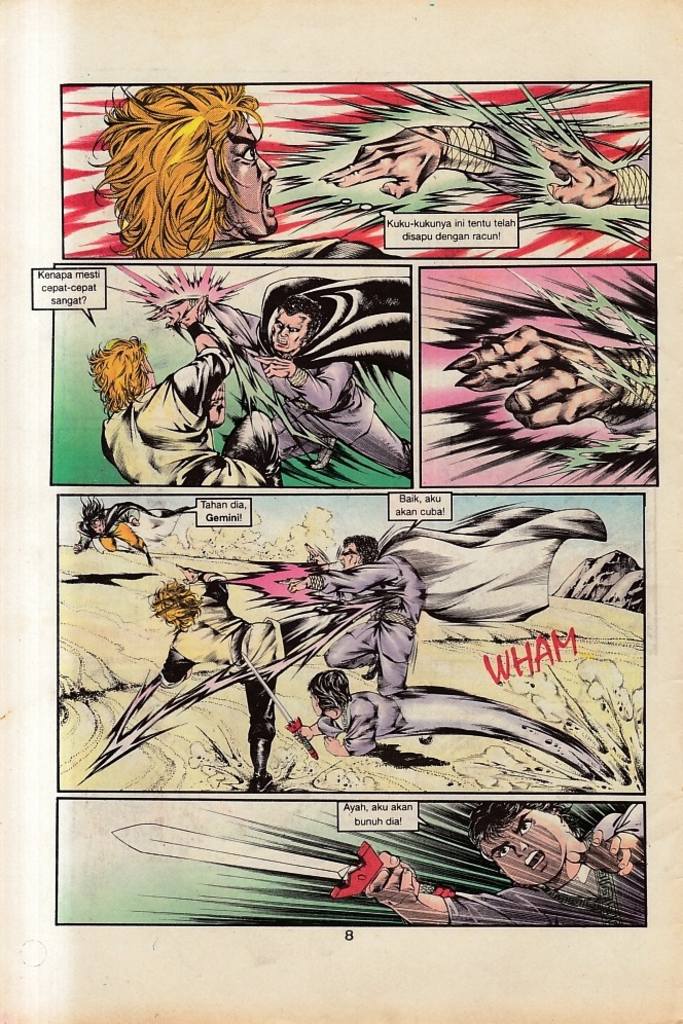 Kuku-kukunya ini tentu telah
disapu dengan racun!
Kenapa mesti
cepat-cepat
sangat?
Tahan dia,
Gemini!
Baik, aku
akan cuba!
WHAM
Ayah, aku akan
bunuh dia!
8